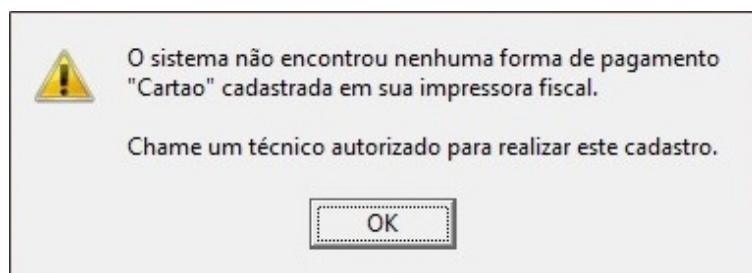 O sistema não encontrou nenhuma forma de pagamento
"Cartao" cadastrada em sua impressora fiscal.
Chame um técnico autorizado para realizar este cadastro.
OK